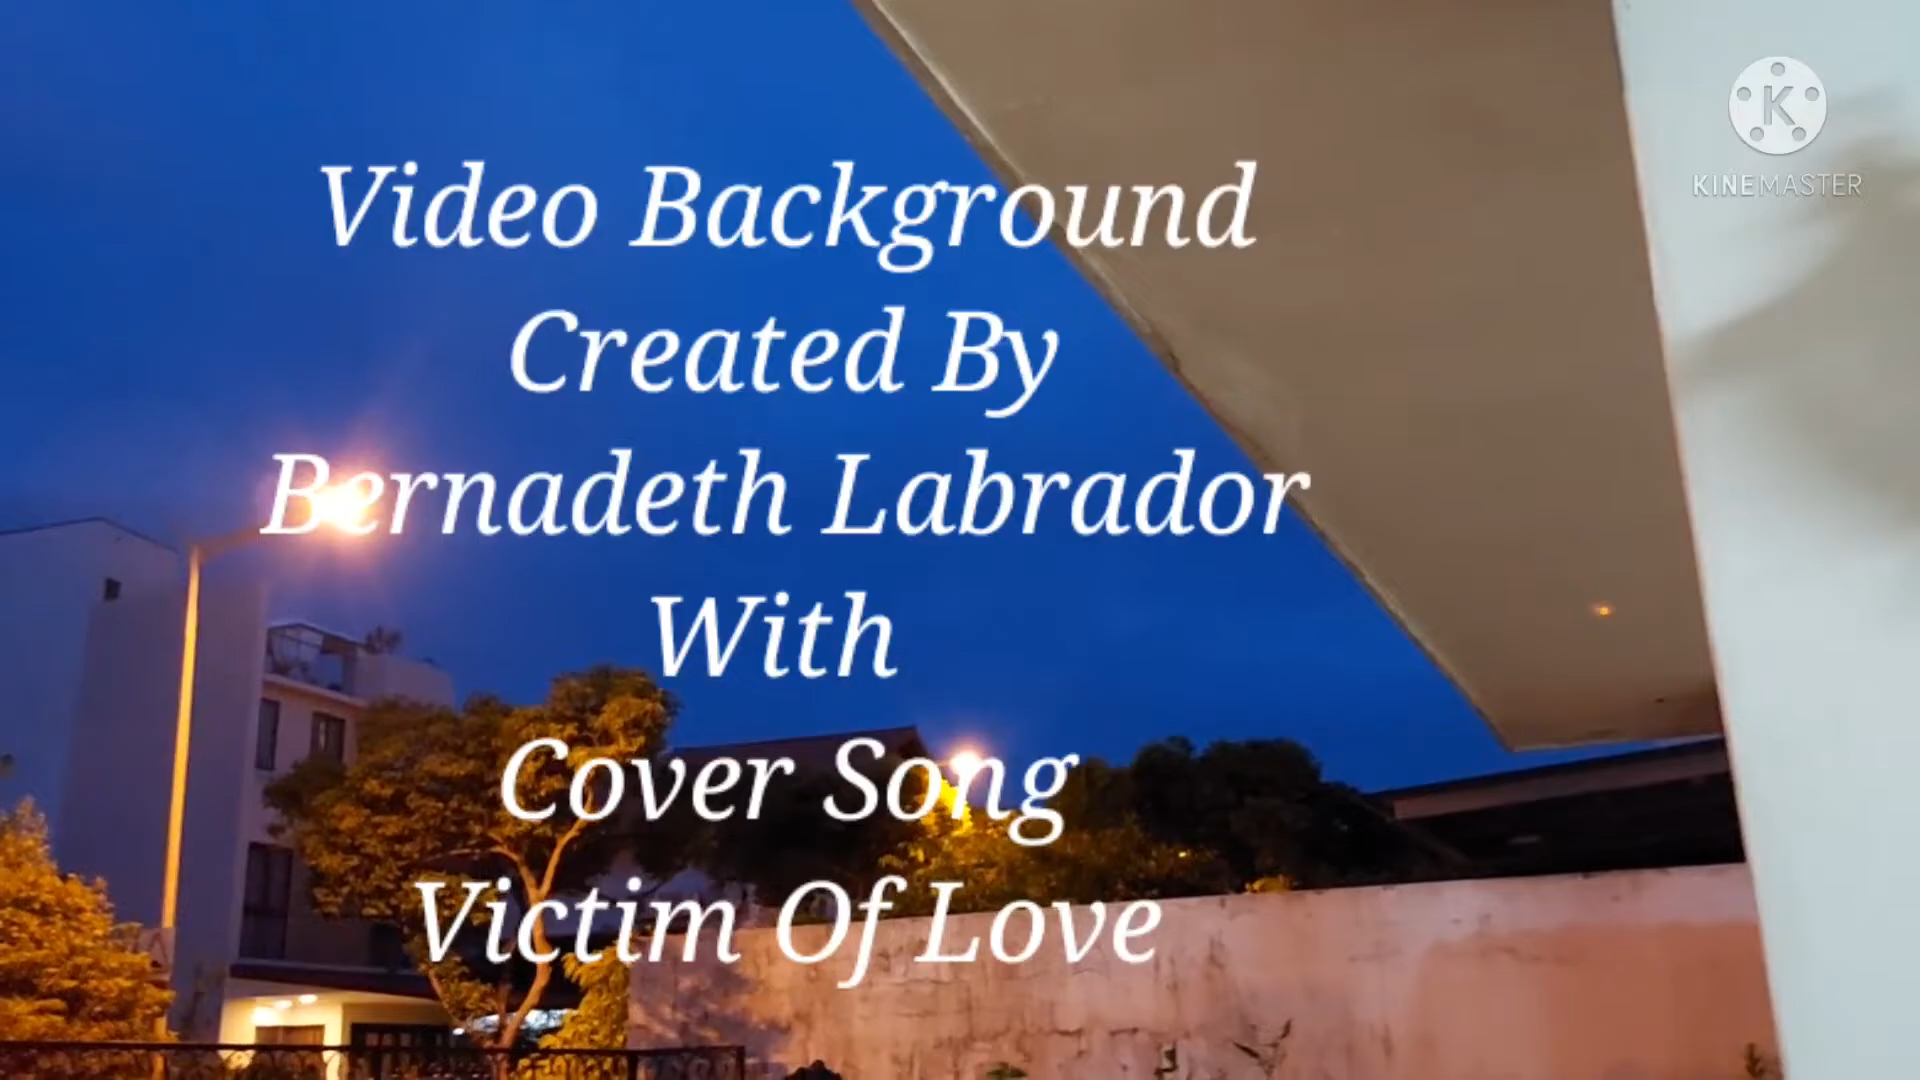 KINEMASTER
Video Background
Created By
Bernadeth Labrador
With
Cover Song
Victim Of Love